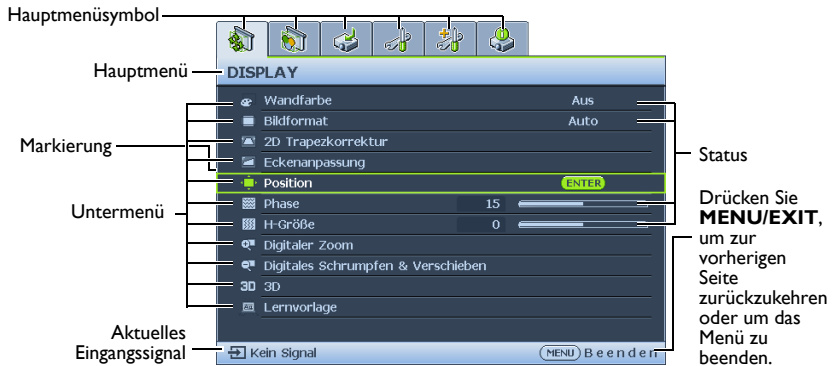 Hauptmenüsymbol
Hauptmenü
DISPLAY
Wandfarbe Aus
Bildformat Auto
2D Trapezkorrektur
Eckenanpassung
Position ENTER
Phase 15
H-Größe 0
Digitaler Zoom
Digitales Schrumpfen & Verschieben
3D 3D
Lernvorlage
Kein Signal MENU Beenden
Markierung
Untermenü
Aktuelles
Eingangssignal
Status
Drücken Sie
MENU/EXIT,
um zur
vorherigen
Seite
zurückzukehren
oder um das
Menü zu
beenden.